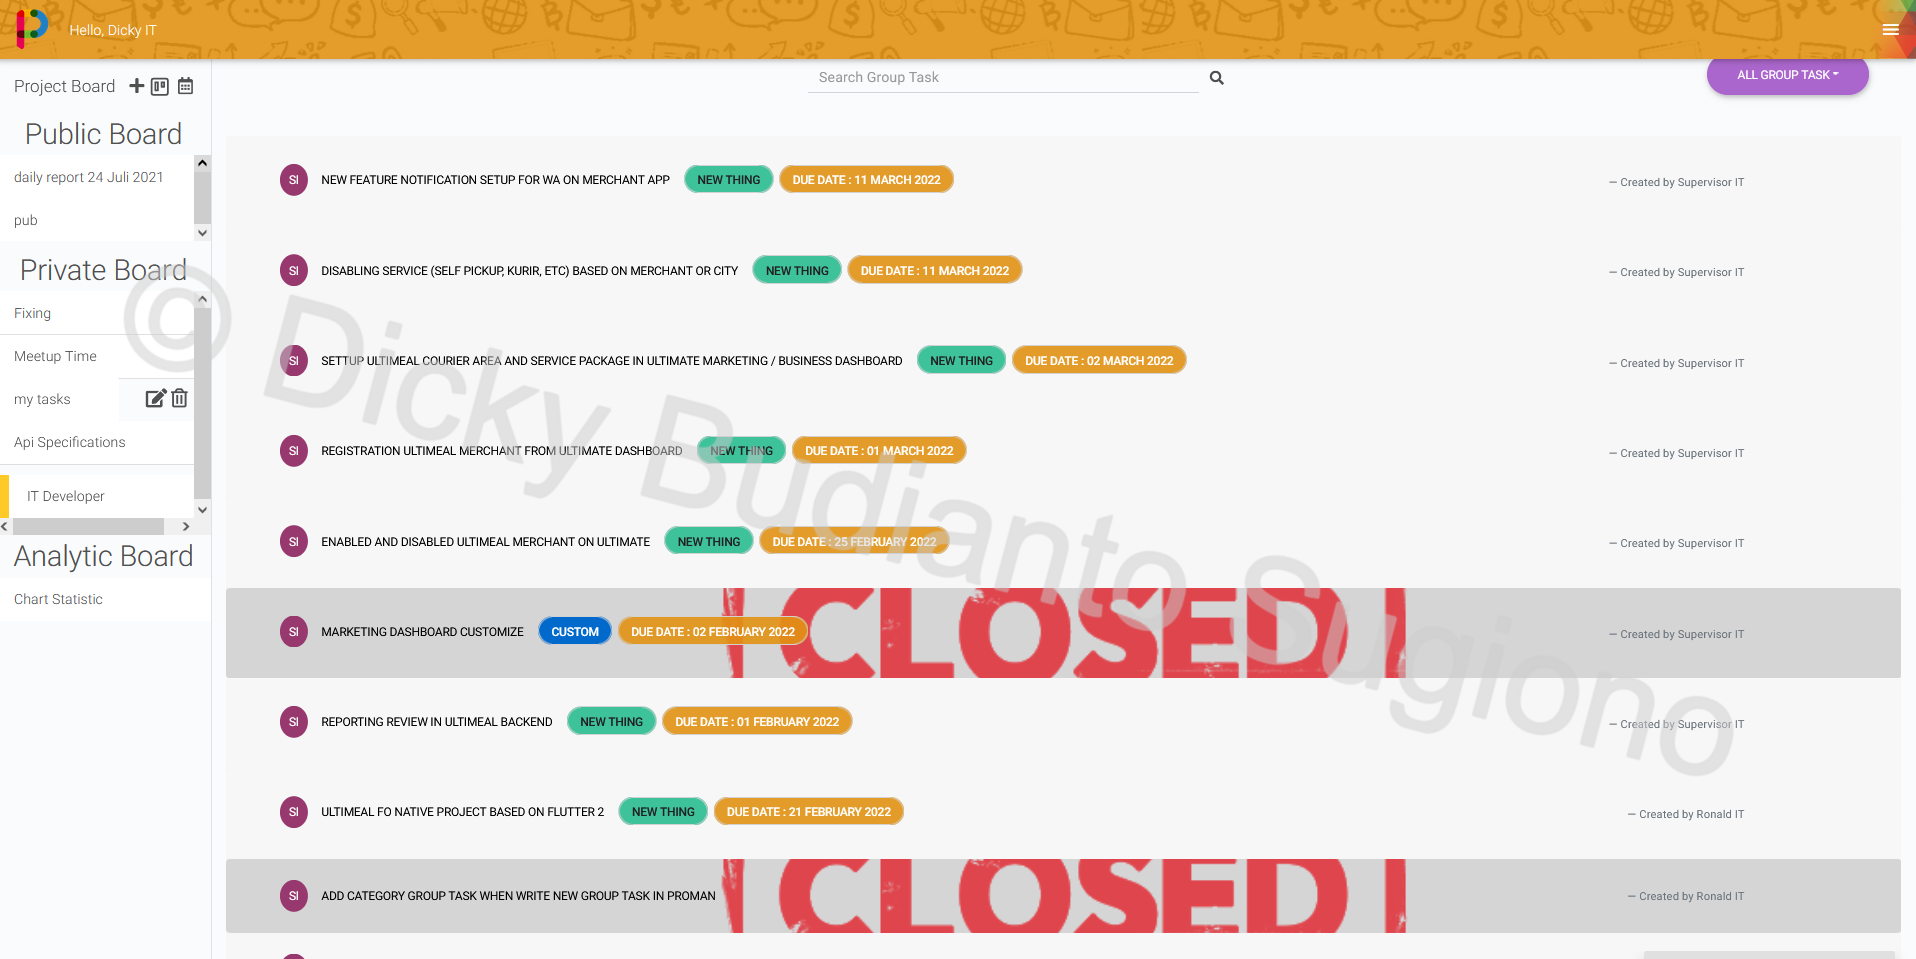 Hello, Dicky IT
Project Board
Public Board
daily report 24 Juli 2021
pub
Private Board
Fixing
Meetup Time
my tasks
Api Specifications
IT Developer
Analytic Board
Chart Statistic
Search Group Task
ALL GROUP TASK
SI NEW FEATURE NOTIFICATION SETUP FOR WA ON MERCHANT APP NEW THING DUE DATE : 11 MARCH 2022 — Created by Supervisor IT
SI DISABLING SERVICE (SELF PICKUP, KURIR, ETC) BASED ON MERCHANT OR CITY NEW THING DUE DATE : 11 MARCH 2022 — Created by Supervisor IT
SI SETTUP ULTIMEAL COURIER AREA AND SERVICE PACKAGE IN ULTIMATE MARKETING / BUSINESS DASHBOARD NEW THING DUE DATE : 02 MARCH 2022 — Created by Supervisor IT
SI REGISTRATION ULTIMEAL MERCHANT FROM ULTIMATE DASHBOARD NEW THING DUE DATE : 01 MARCH 2022 — Created by Supervisor IT
SI ENABLED AND DISABLED ULTIMEAL MERCHANT ON ULTIMATE NEW THING DUE DATE : 25 FEBRUARY 2022 — Created by Supervisor IT
SI MARKETING DASHBOARD CUSTOMIZE CUSTOM DUE DATE : 02 FEBRUARY 2022 CLOSED — Created by Supervisor IT
SI REPORTING REVIEW IN ULTIMEAL BACKEND NEW THING DUE DATE : 01 FEBRUARY 2022 — Created by Supervisor IT
SI ULTIMEAL FO NATIVE PROJECT BASED ON FLUTTER 2 NEW THING DUE DATE : 21 FEBRUARY 2022 — Created by Ronald IT
SI ADD CATEGORY GROUP TASK WHEN WRITE NEW GROUP TASK IN PROMAN CLOSED — Created by Ronald IT
© Dicky Budianto Sugiono